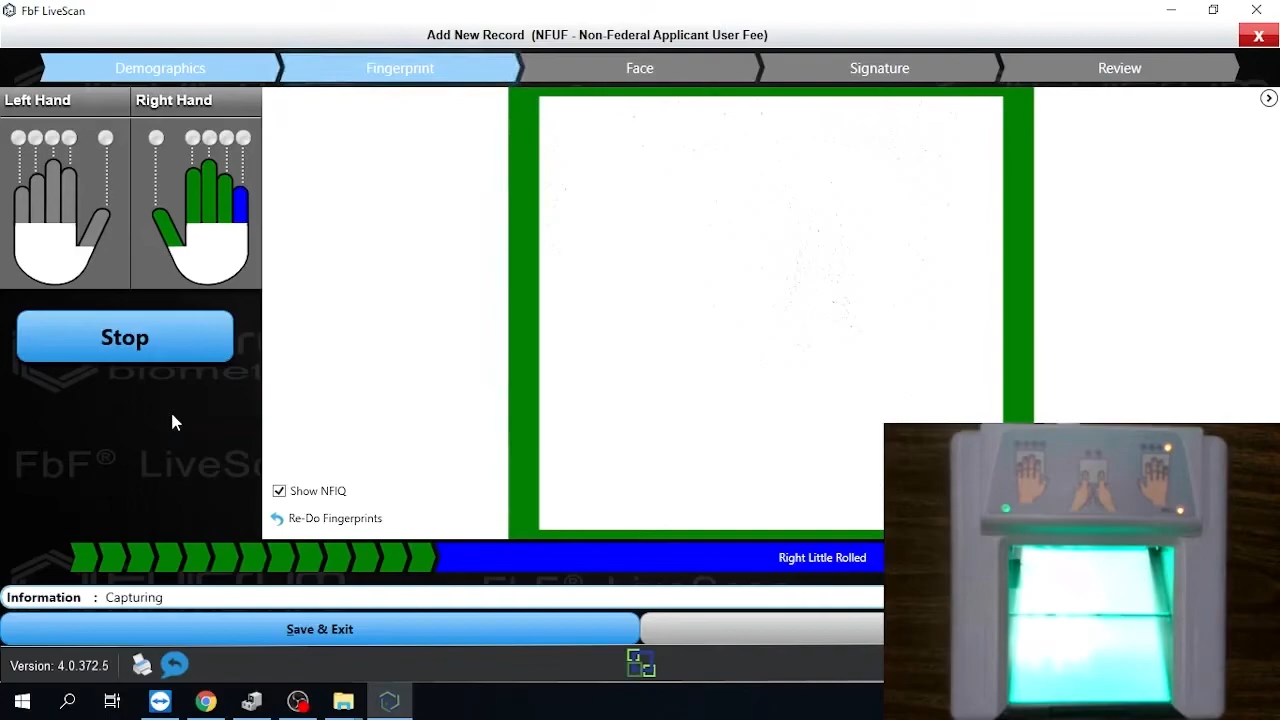 FbF LiveScan
Add New Record (NFUF - Non-Federal Applicant User Fee)
X
Demographics
Fingerprint
Face
Signature
Review
Left Hand
Right Hand
Stop
FbF® LiveSc
Show NFIQ
Re-Do Fingerprints
Right Little Rolled
Information : Capturing
Save & Exit
Version: 4.0.372.5